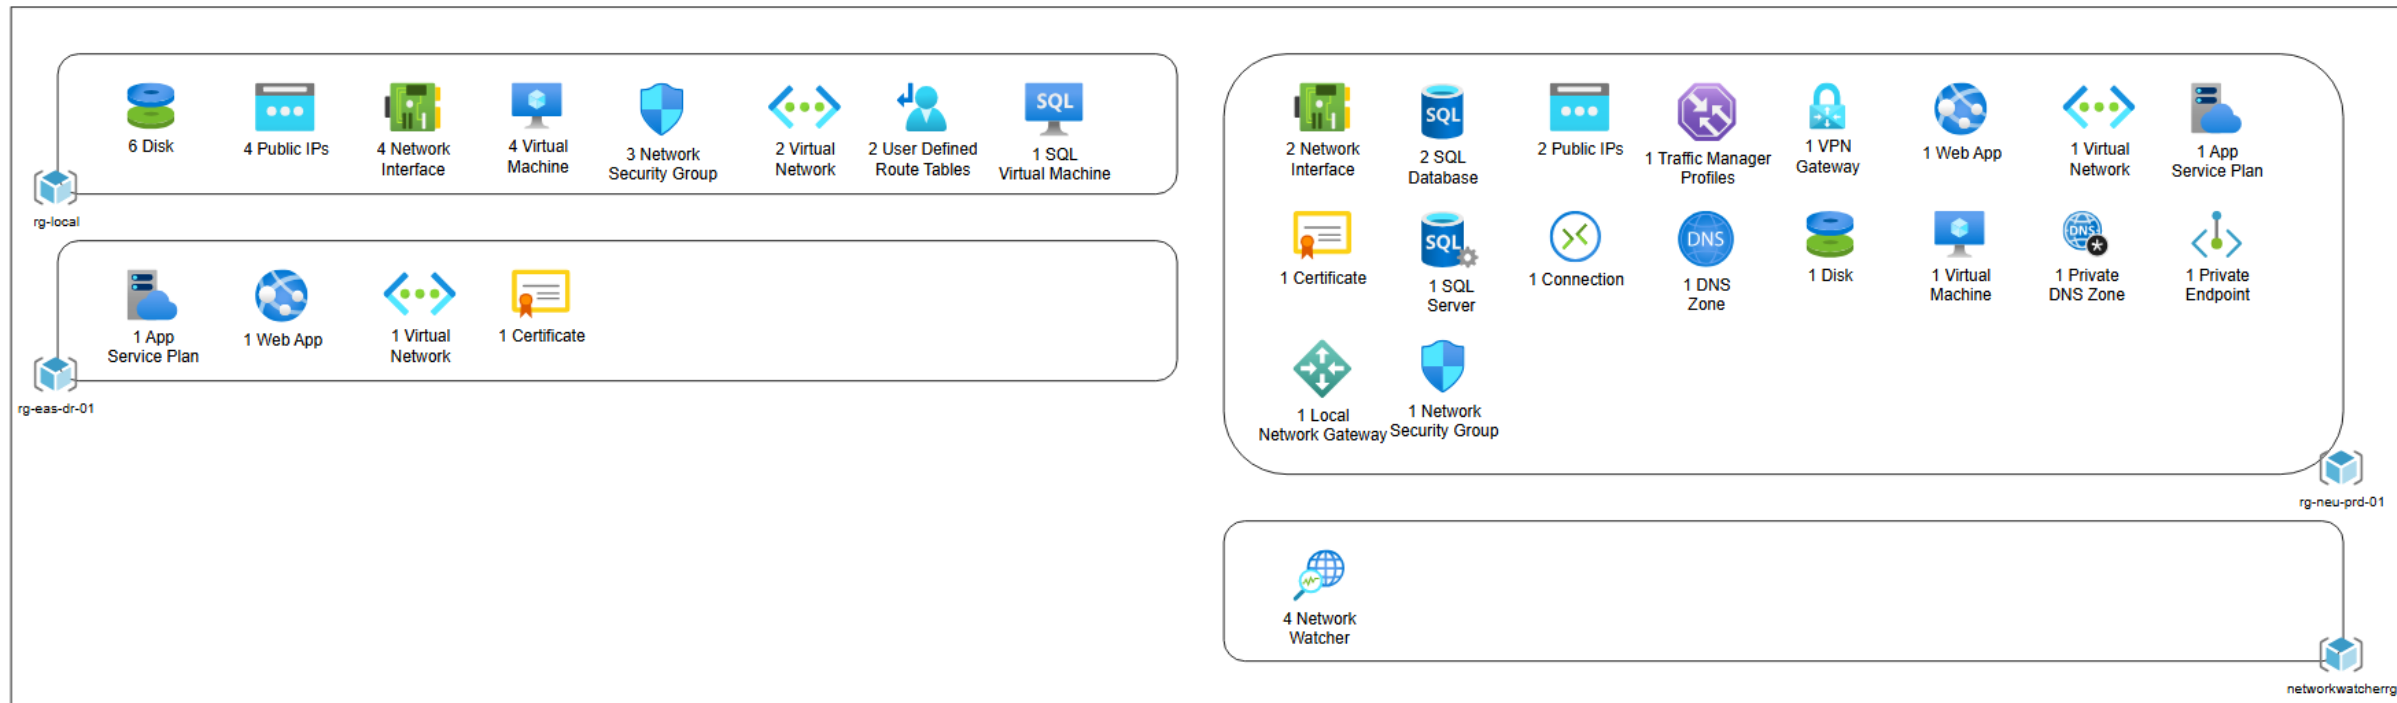 6 Disk
4 Public IPs
4 Network
Interface
4 Virtual
Machine
3 Network
Security Group
2 Virtual
Network
2 User Defined
Route Tables
SQL
1 SQL
Virtual Machine
rg-local
1 App
Service Plan
1 Web App
1 Virtual
Network
1 Certificate
rg-eas-dr-01
2 Network
Interface
SQL
2 SQL
Database
2 Public IPs
1 Traffic Manager
Profiles
1 VPN
Gateway
1 Web App
1 Virtual
Network
1 App
Service Plan
1 Certificate
SQL
1 SQL
Server
1 Connection
DNS
1 DNS
Zone
1 Disk
1 Virtual
Machine
DNS
1 Private
DNS Zone
1 Private
Endpoint
1 Local
Network Gateway
1 Network
Security Group
rg-neu-prd-01
4 Network
Watcher
networkwatcherrg